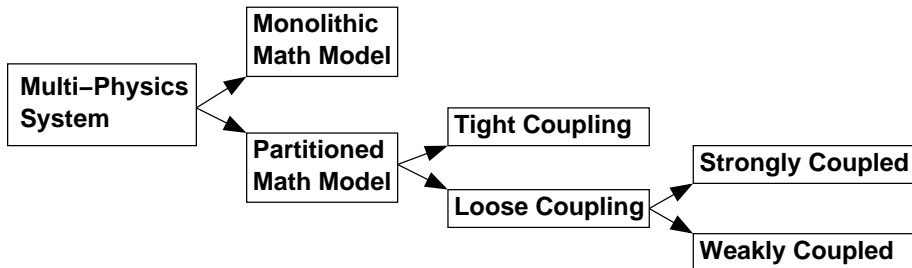 Multi–Physics
System
Monolithic
Math Model
Partitioned
Math Model
Tight Coupling
Loose Coupling
Strongly Coupled
Weakly Coupled